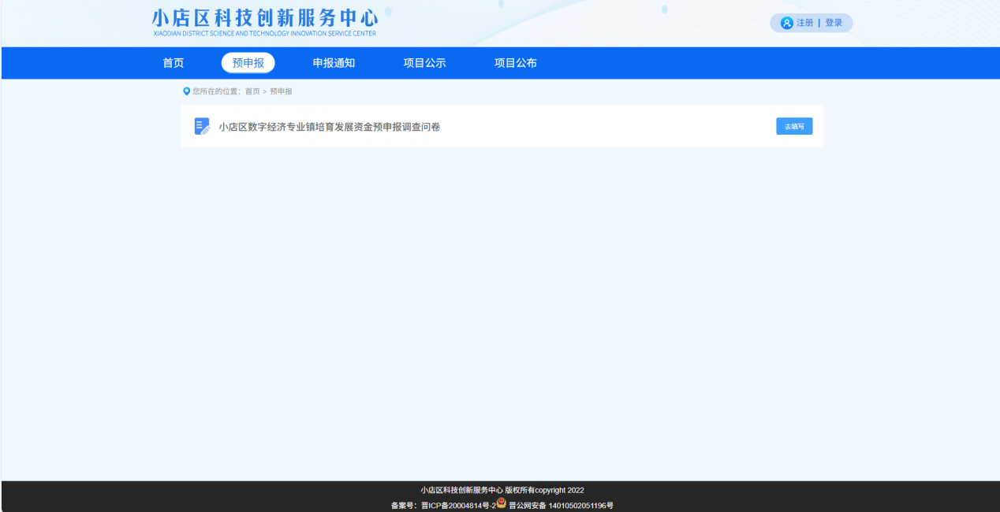 小店区科技创新服务中心
XIAODIAN DISTRICT SCIENCE AND TECHNOLOGY INNOVATION SERVICE CENTER
注册 | 登录
首页 预申报 申报通知 项目公示 项目公布
您所在的位置：首页 > 预申报
小店区数字经济专业镇培育发展资金预申报调查问卷 去填写
小店区科技创新服务中心 版权所有copyright 2022
备案号：晋ICP备20004814号-2 晋公网安备 14010502051196号